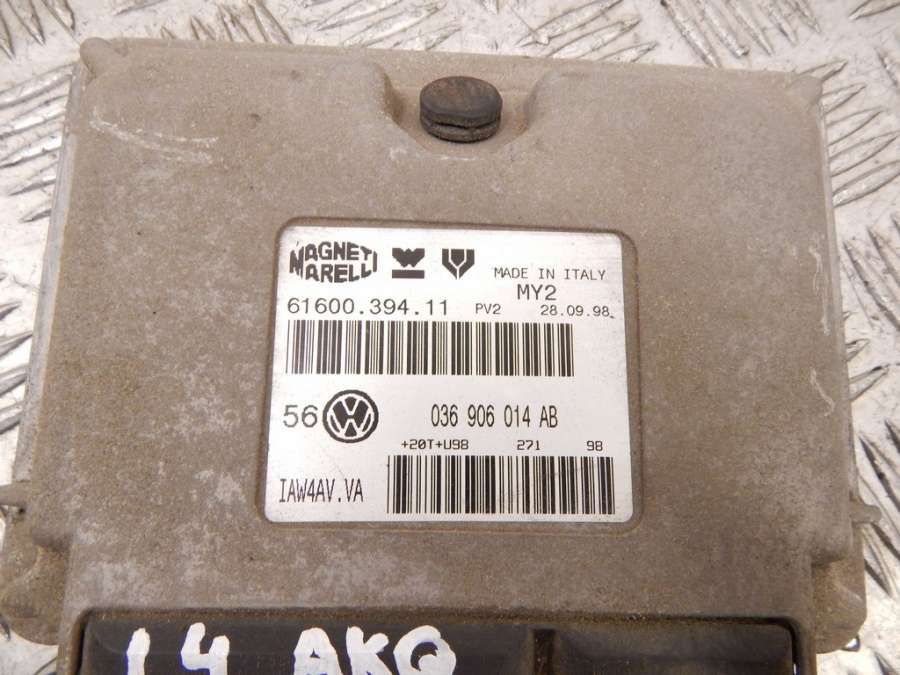 MAGNETI
MARELLI
MADE IN ITALY
MY2
61600.394.11 PV2 28.09.98
56 VW 036 906 014 AB
+20T+U98 271 98
IAW4AV.VA
1 4 AKQ